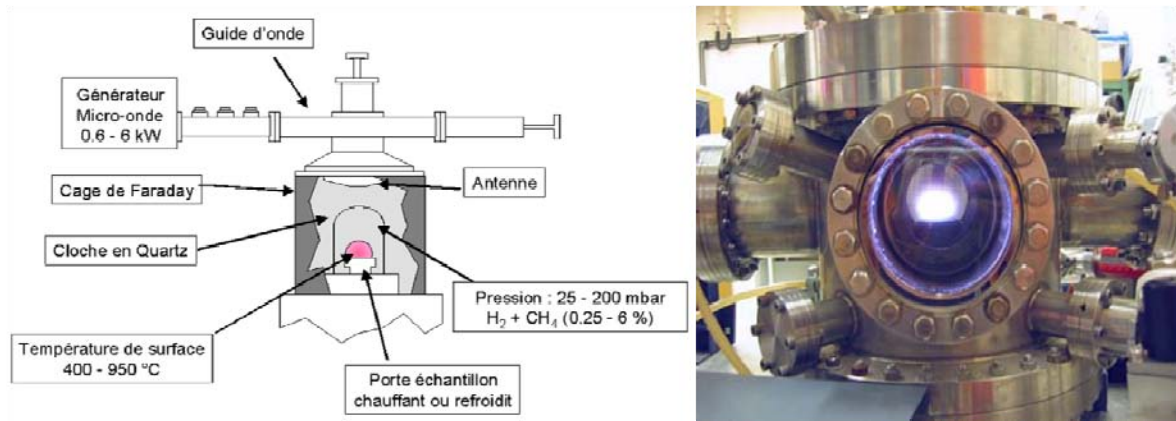 Guide d'onde
Générateur
Micro-onde
0.6 - 6 kW
Cage de Faraday
Antenne
Cloche en Quartz
Pression : 25 - 200 mbar
H₂ + CH₄ (0.25 - 6 %)
Température de surface
400 - 950 °C
Porte échantillon
chauffant ou refroidit